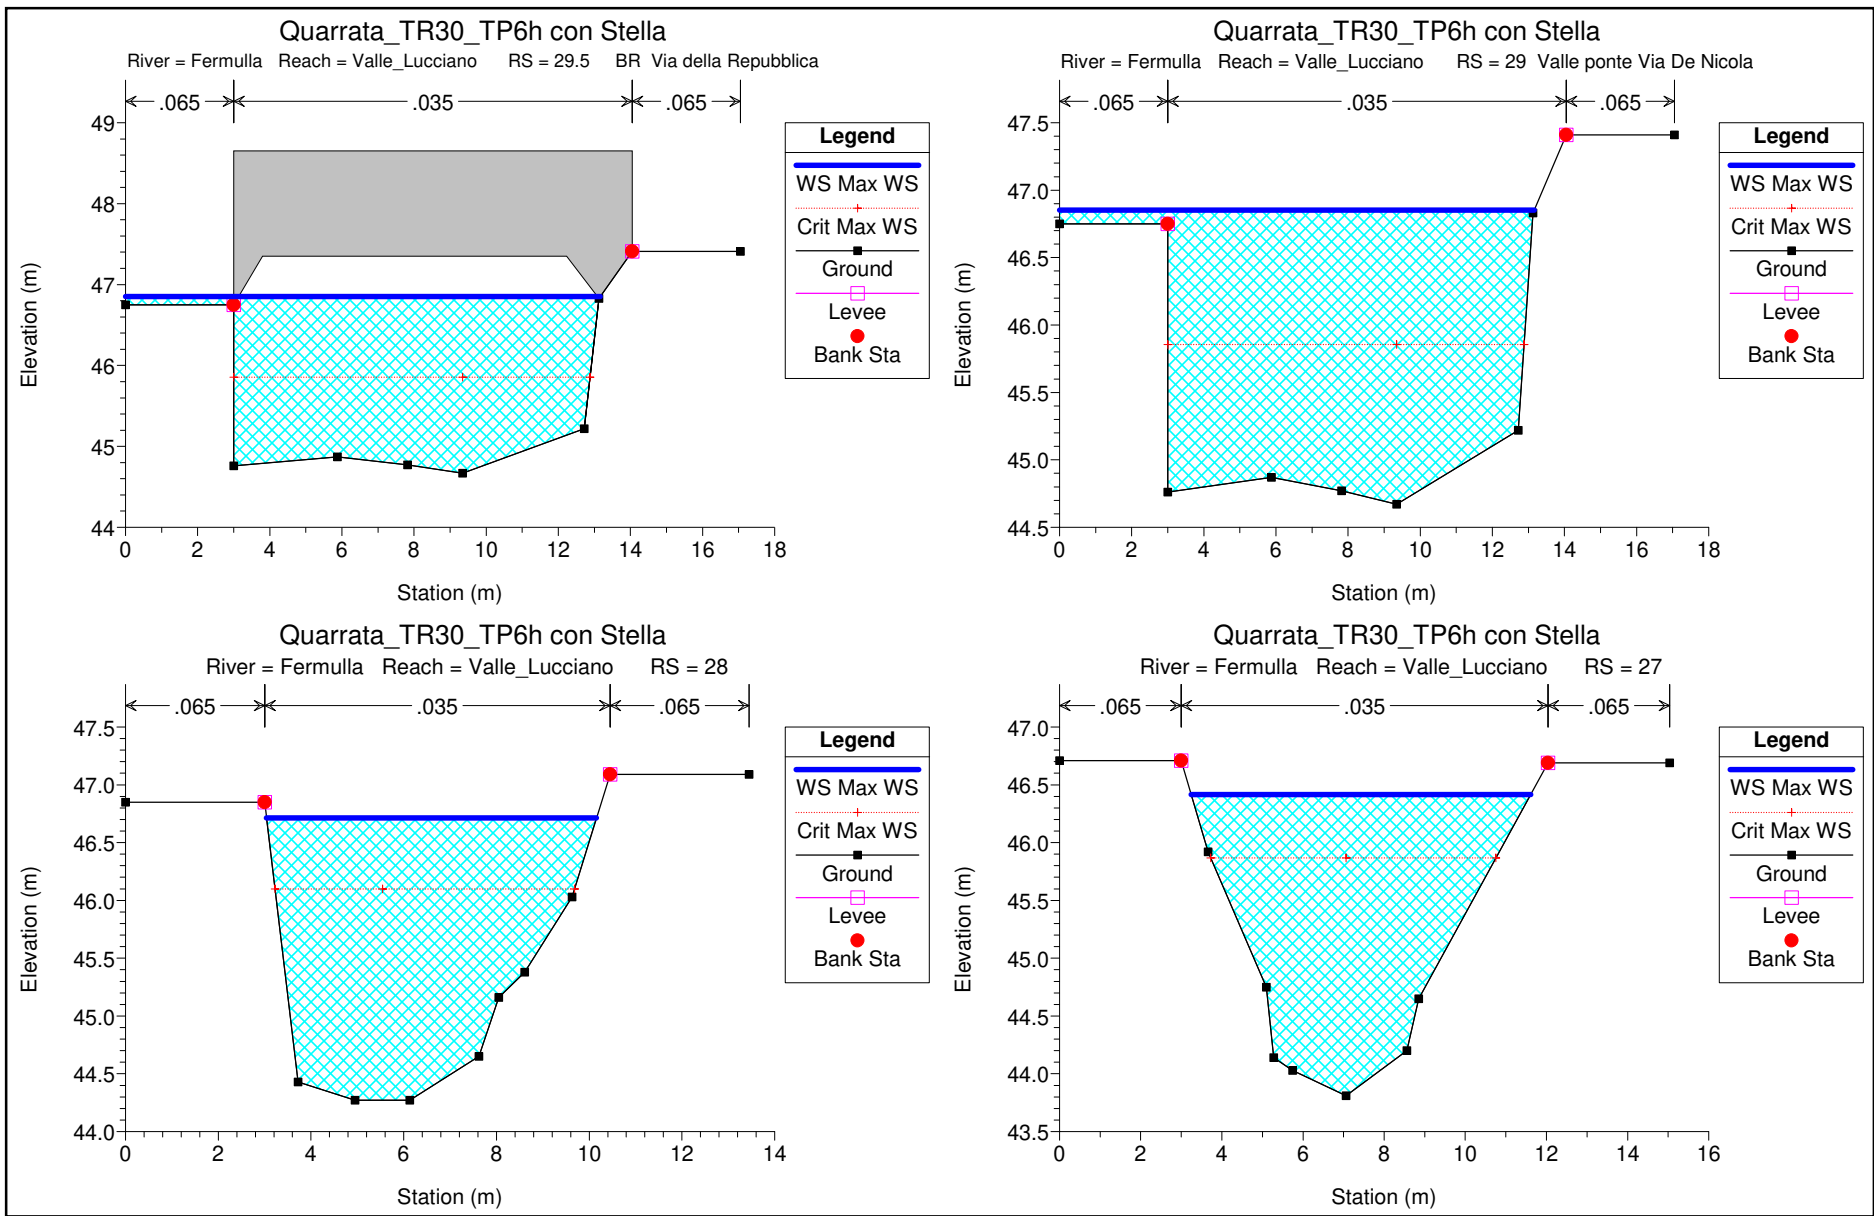 Quarrata_TR30_TP6h con Stella
River = Fermulla Reach = Valle_Lucciano RS = 29.5 BR Via della Repubblica
.065 .035 .065
49
48
47
46
45
44
Elevation (m)
0 2 4 6 8 10 12 14 16 18
Station (m)
Legend
WS Max WS
Crit Max WS
Ground
Levee
Bank Sta
Quarrata_TR30_TP6h con Stella
River = Fermulla Reach = Valle_Lucciano RS = 29 Valle ponte Via De Nicola
.065 .035 .065
47.5
47.0
46.5
46.0
45.5
45.0
44.5
Elevation (m)
0 2 4 6 8 10 12 14 16 18
Station (m)
Legend
WS Max WS
Crit Max WS
Ground
Levee
Bank Sta
Quarrata_TR30_TP6h con Stella
River = Fermulla Reach = Valle_Lucciano RS = 28
.065 .035 .065
47.5
47.0
46.5
46.0
45.5
45.0
44.5
44.0
Elevation (m)
0 2 4 6 8 10 12 14
Station (m)
Legend
WS Max WS
Crit Max WS
Ground
Levee
Bank Sta
Quarrata_TR30_TP6h con Stella
River = Fermulla Reach = Valle_Lucciano RS = 27
.065 .035 .065
47.0
46.5
46.0
45.5
45.0
44.5
44.0
43.5
Elevation (m)
0 2 4 6 8 10 12 14 16
Station (m)
Legend
WS Max WS
Crit Max WS
Ground
Levee
Bank Sta